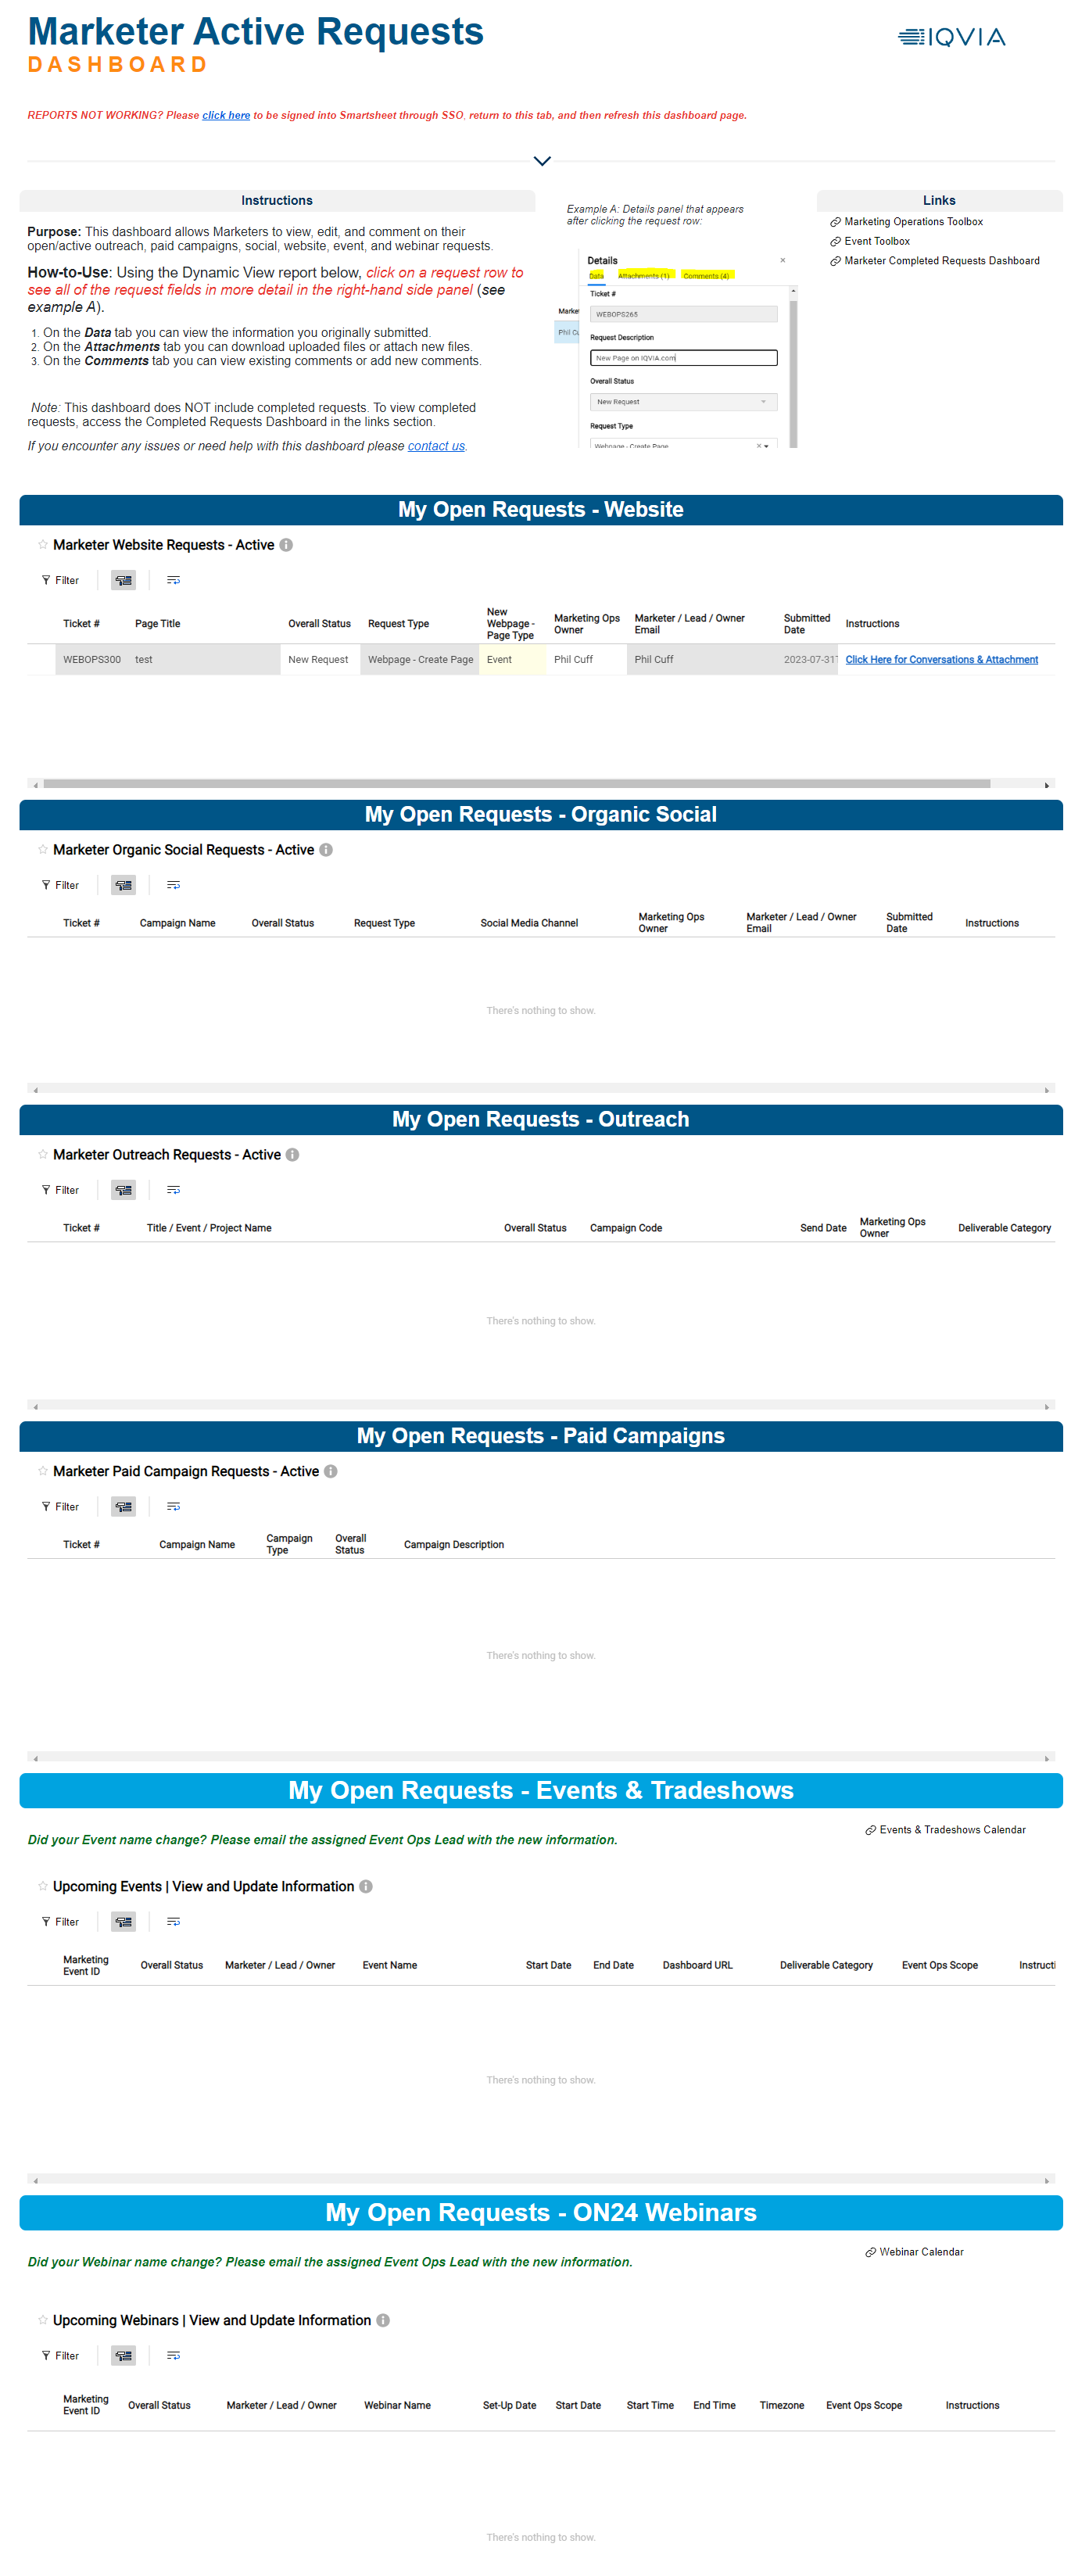 Marketer Active Requests
DASHBOARD
IQVIA
REPORTS NOT WORKING? Please click here to be signed into Smartsheet through SSO, return to this tab, and then refresh this dashboard page.
Instructions
Purpose: This dashboard allows Marketers to view, edit, and comment on their
open/active outreach, paid campaigns, social, website, event, and webinar requests.
How-to-Use: Using the Dynamic View report below, click on a request row to
see all of the request fields in more detail in the right-hand side panel (see
example A).
1. On the Data tab you can view the information you originally submitted.
2. On the Attachments tab you can download uploaded files or attach new files.
3. On the Comments tab you can view existing comments or add new comments.
Note: This dashboard does NOT include completed requests. To view completed
requests, access the Completed Requests Dashboard in the links section.
If you encounter any issues or need help with this dashboard please contact us.
Example A: Details panel that appears
after clicking the request row:
Details
Data Attachments (1) Comments (4)
Ticket #
WEBOPS265
Request Description
New Page on IQVIA.com
Overall Status
New Request
Request Type
Webpage - Create Page
Market
Phil Cu
Links
Marketing Operations Toolbox
Event Toolbox
Marketer Completed Requests Dashboard
My Open Requests - Website
Marketer Website Requests - Active
Filter
Ticket # Page Title Overall Status Request Type New Webpage - Page Type Marketing Ops Owner Marketer / Lead / Owner Email Submitted Date Instructions
WEBOPS300 test New Request Webpage - Create Page Event Phil Cuff Phil Cuff 2023-07-31T Click Here for Conversations & Attachment
My Open Requests - Organic Social
Marketer Organic Social Requests - Active
Filter
Ticket # Campaign Name Overall Status Request Type Social Media Channel Marketing Ops Owner Marketer / Lead / Owner Email Submitted Date Instructions
There's nothing to show.
My Open Requests - Outreach
Marketer Outreach Requests - Active
Filter
Ticket # Title / Event / Project Name Overall Status Campaign Code Send Date Marketing Ops Owner Deliverable Category
There's nothing to show.
My Open Requests - Paid Campaigns
Marketer Paid Campaign Requests - Active
Filter
Ticket # Campaign Name Campaign Type Overall Status Campaign Description
There's nothing to show.
My Open Requests - Events & Tradeshows
Did your Event name change? Please email the assigned Event Ops Lead with the new information.
Events & Tradeshows Calendar
Upcoming Events | View and Update Information
Filter
Marketing Event ID Overall Status Marketer / Lead / Owner Event Name Start Date End Date Dashboard URL Deliverable Category Event Ops Scope Instructi
There's nothing to show.
My Open Requests - ON24 Webinars
Did your Webinar name change? Please email the assigned Event Ops Lead with the new information.
Webinar Calendar
Upcoming Webinars | View and Update Information
Filter
Marketing Event ID Overall Status Marketer / Lead / Owner Webinar Name Set-Up Date Start Date Start Time End Time Timezone Event Ops Scope Instructions
There's nothing to show.